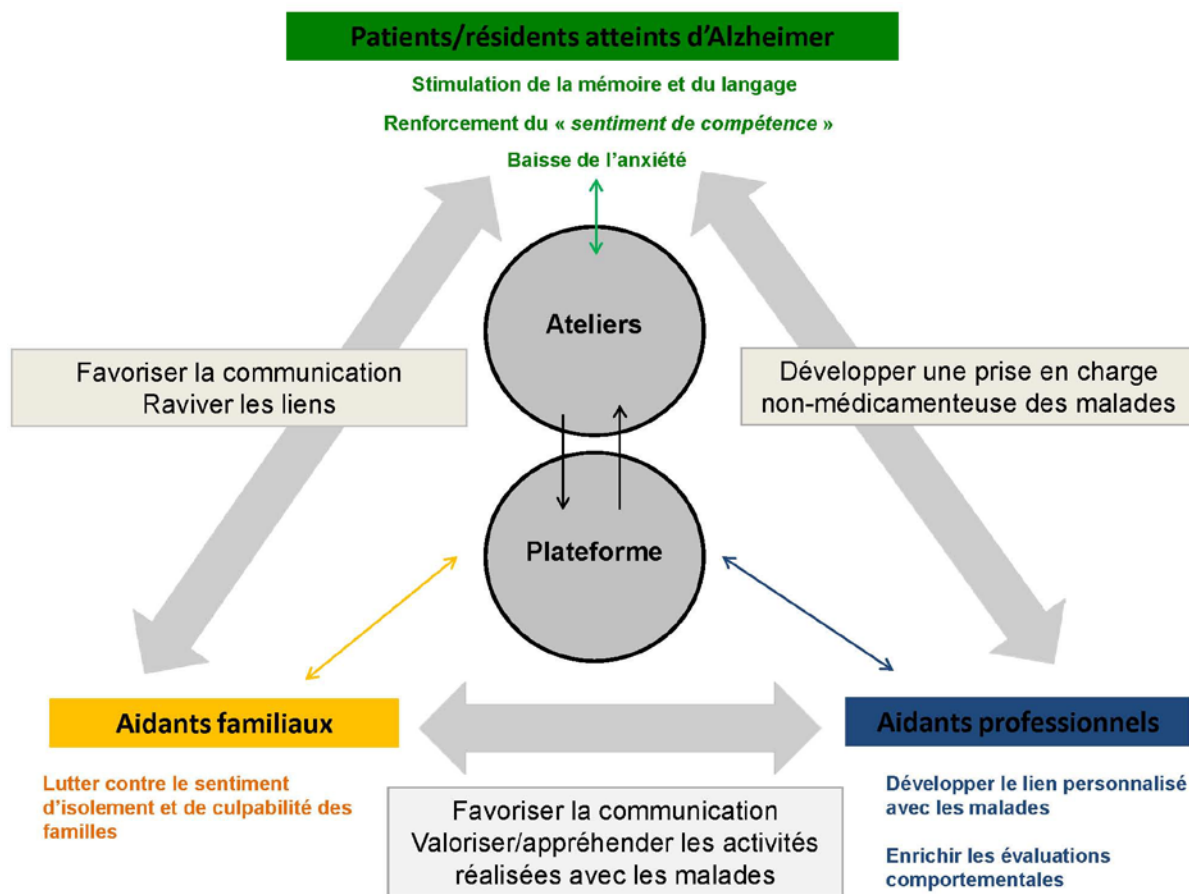 Patients/résidents atteints d'Alzheimer
Stimulation de la mémoire et du langage
Renforcement du « sentiment de compétence »
Baisse de l'anxiété
Ateliers
Favoriser la communication
Raviver les liens
Développer une prise en charge
non-médicamenteuse des malades
Plateforme
Aidants familiaux
Aidants professionnels
Lutter contre le sentiment
d'isolement et de culpabilité des
familles
Favoriser la communication
Valoriser/appréhender les activités
réalisées avec les malades
Développer le lien personnalisé
avec les malades
Enrichir les évaluations
comportementales